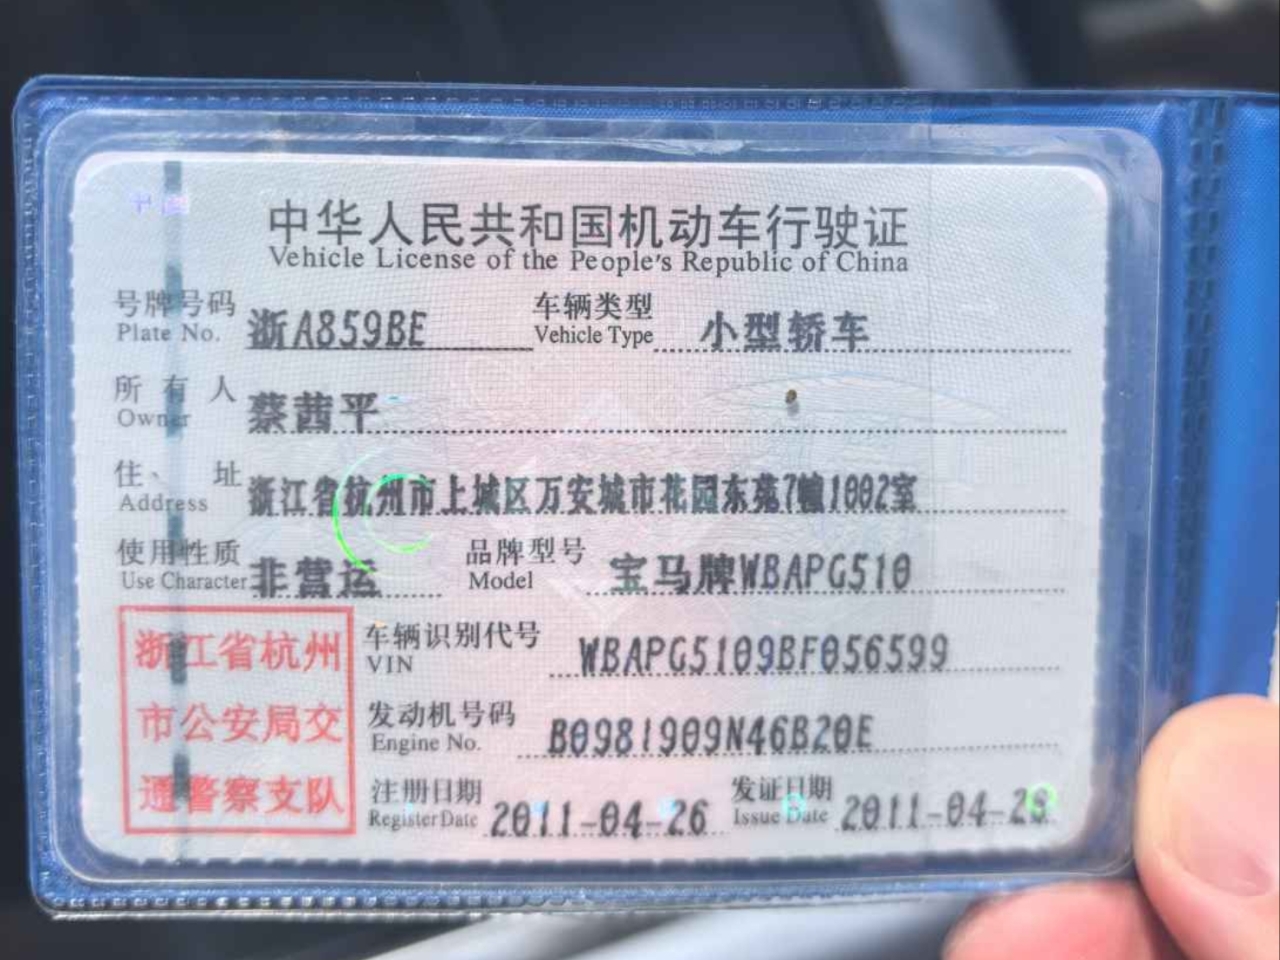 中国
中华人民共和国机动车行驶证
Vehicle License of the People's Republic of China
号牌号码 浙A859BE 车辆类型 小型轿车
Plate No. Vehicle Type
所有人 蔡茜平
Owner
住址 浙江省杭州市上城区万安城市花园东苑7幢1002室
Address
使用性质 非营运 品牌型号 宝马牌WBAPG510
Use Character Model
浙江省杭州
市公安局交
通警察支队
车辆识别代号 WBAPG5109BF056599
VIN
发动机号码 B0981909N46B20E
Engine No.
注册日期 2011-04-26 发证日期 2011-04-
Register Date Issue Date